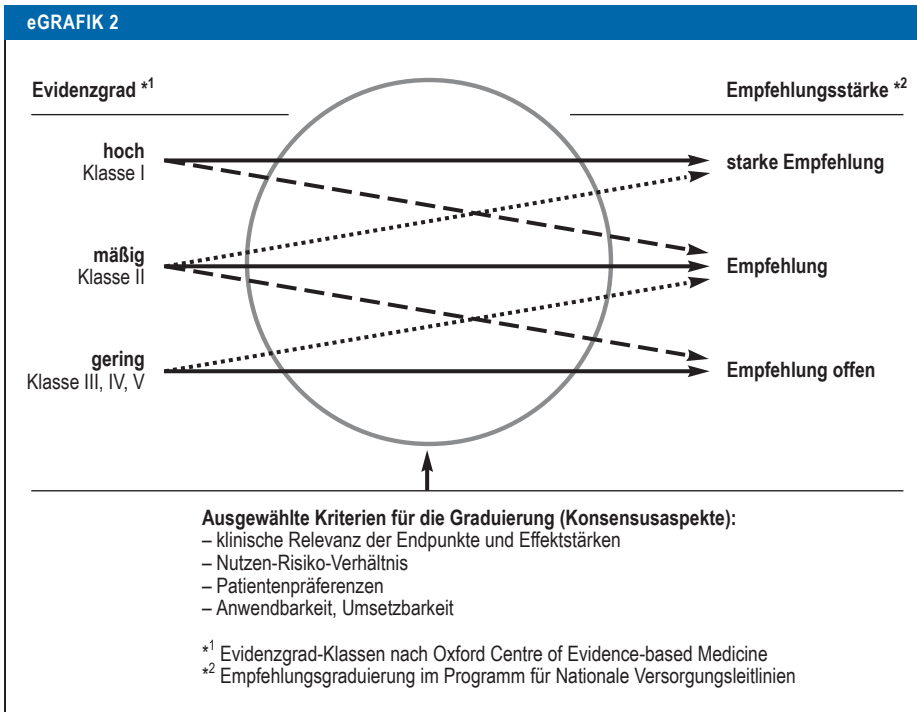 eGRAFIK 2
Evidenzgrad *1
Empfehlungsstärke *2
hoch
Klasse I
starke Empfehlung
mäßig
Klasse II
Empfehlung
gering
Klasse III, IV, V
Empfehlung offen
Ausgewählte Kriterien für die Graduierung (Konsensusaspekte):
– klinische Relevanz der Endpunkte und Effektstärken
– Nutzen-Risiko-Verhältnis
– Patientenpräferenzen
– Anwendbarkeit, Umsetzbarkeit
*1 Evidenzgrad-Klassen nach Oxford Centre of Evidence-based Medicine
*2 Empfehlungsgraduierung im Programm für Nationale Versorgungsleitlinien